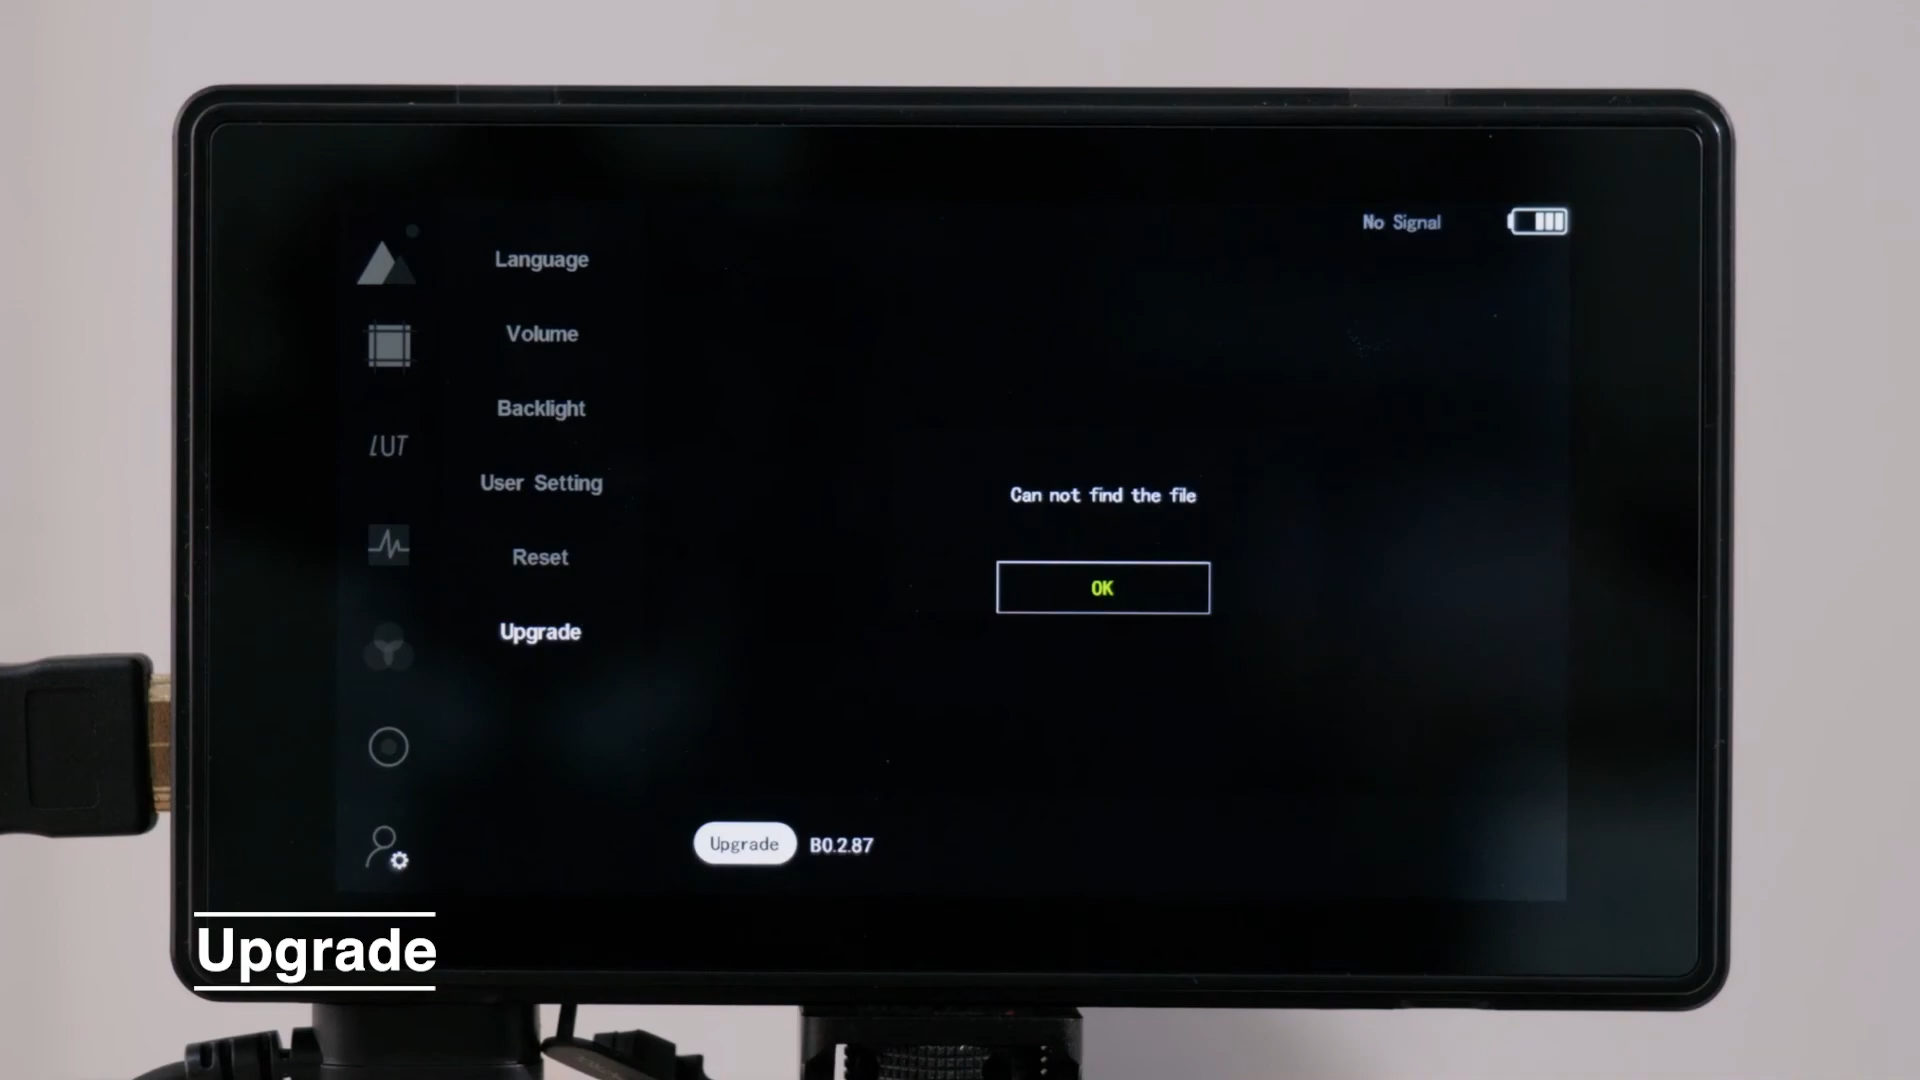 No Signal
Language
Volume
Backlight
LUT
User Setting
Can not find the file
Reset
OK
Upgrade
Upgrade B0.2.87
Upgrade